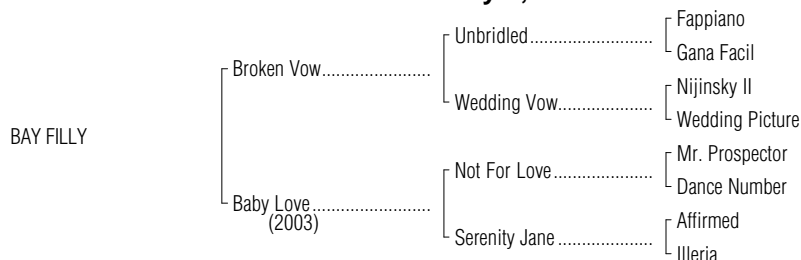 Fappiano
Unbridled
Gana Facil
Broken Vow
Nijinsky II
Wedding Vow
Wedding Picture
BAY FILLY
Mr. Prospector
Not For Love
Dance Number
Baby Love
(2003)
Affirmed
Serenity Jane
Illeria